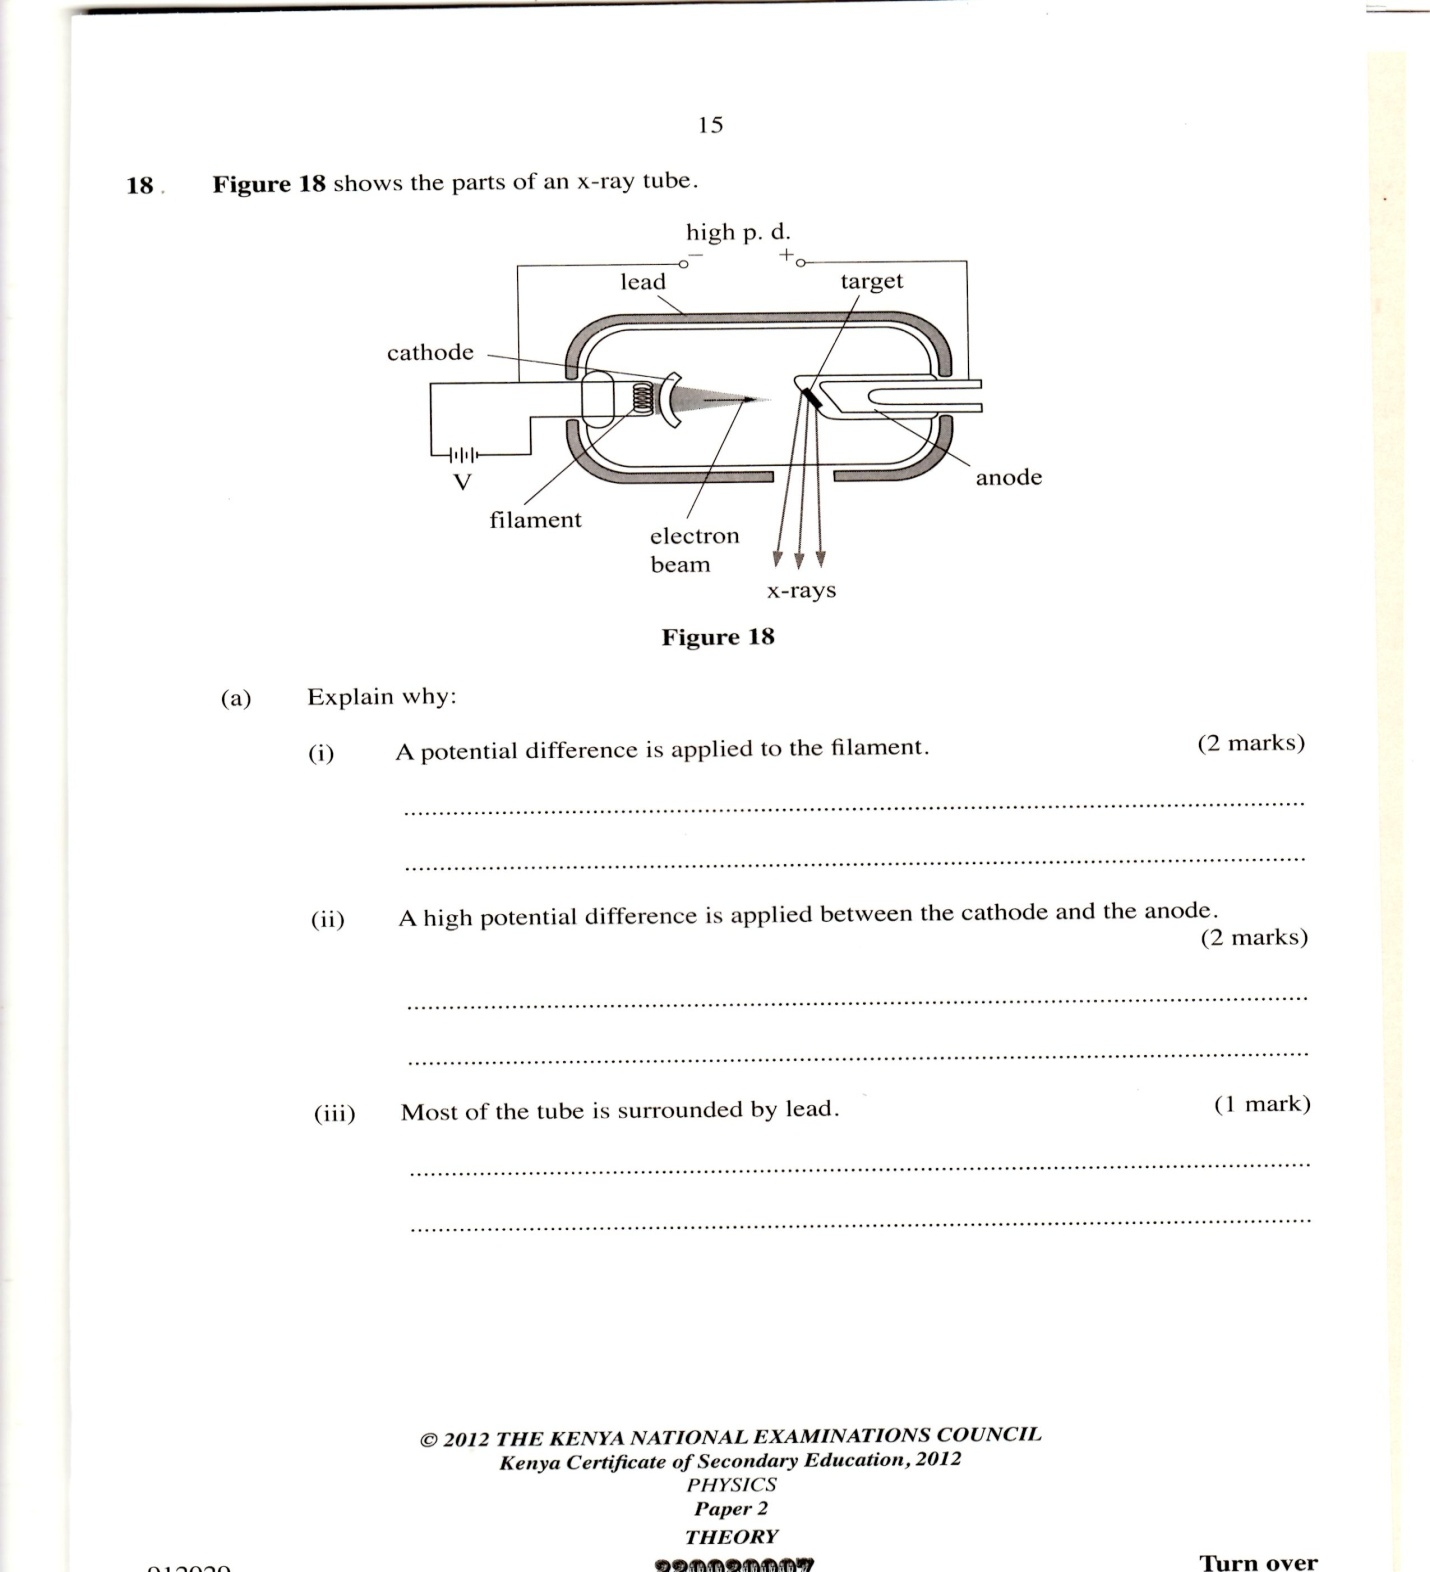 15
18. Figure 18 shows the parts of an x-ray tube.
high p. d.
− +
lead target
cathode
V
anode
filament
electron
beam
x-rays
Figure 18
(a) Explain why:
(i) A potential difference is applied to the filament. (2 marks)
(ii) A high potential difference is applied between the cathode and the anode.
(2 marks)
(iii) Most of the tube is surrounded by lead. (1 mark)
© 2012 THE KENYA NATIONAL EXAMINATIONS COUNCIL
Kenya Certificate of Secondary Education, 2012
PHYSICS
Paper 2
THEORY
Turn over